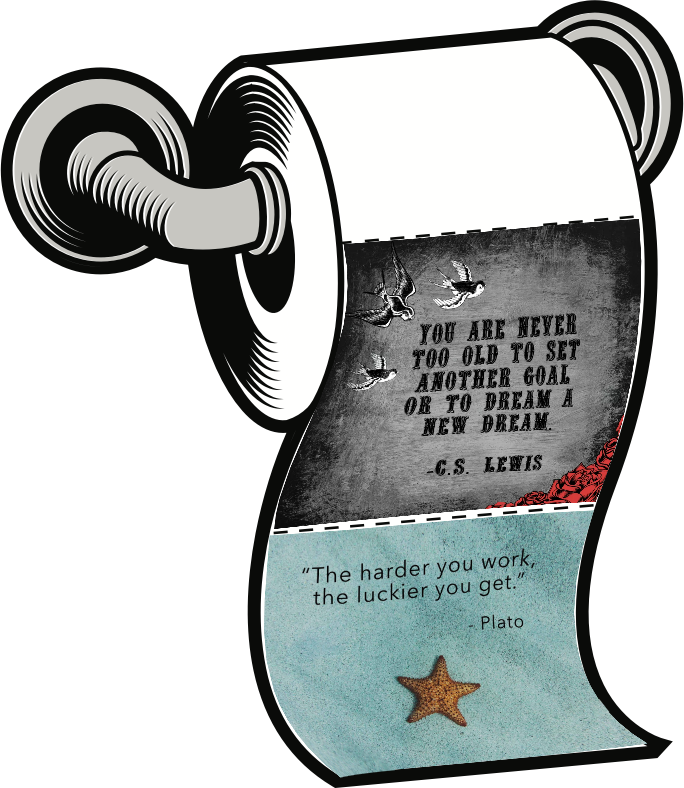 YOU ARE NEVER
TOO OLD TO SET
ANOTHER GOAL
OR TO DREAM A
NEW DREAM.
-C.S. LEWIS
“The harder you work,
the luckier you get.”
- Plato